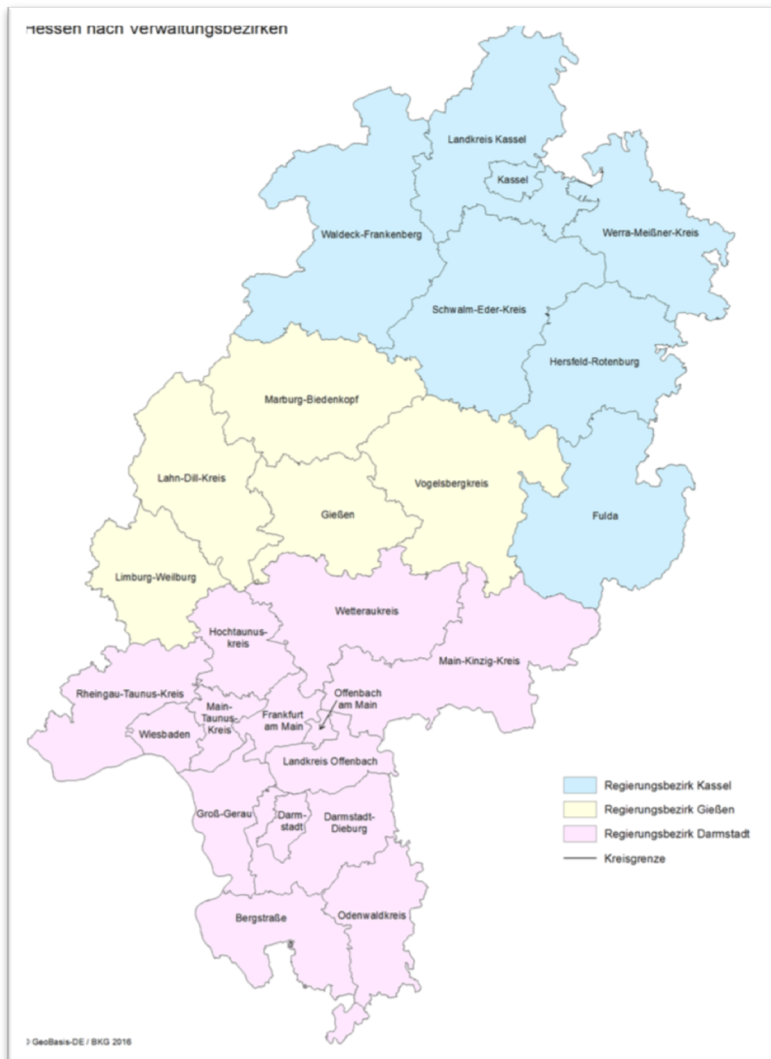 Hessen nach Verwaltungsbezirken
Landkreis Kassel
Kassel
Waldeck-Frankenberg
Werra-Meißner-Kreis
Schwalm-Eder-Kreis
Hersfeld-Rotenburg
Marburg-Biedenkopf
Lahn-Dill-Kreis
Vogelsbergkreis
Gießen
Fulda
Limburg-Weilburg
Wetteraukreis
Hochtaunus-
kreis
Main-Kinzig-Kreis
Rheingau-Taunus-Kreis
Offenbach
am Main
Main-
Taunus-
Kreis
Frankfurt
am Main
Wiesbaden
Landkreis Offenbach
Groß-Gerau
Darm-
stadt
Darmstadt-
Dieburg
Bergstraße
Odenwaldkreis
Regierungsbezirk Kassel
Regierungsbezirk Gießen
Regierungsbezirk Darmstadt
Kreisgrenze
© GeoBasis-DE / BKG 2016